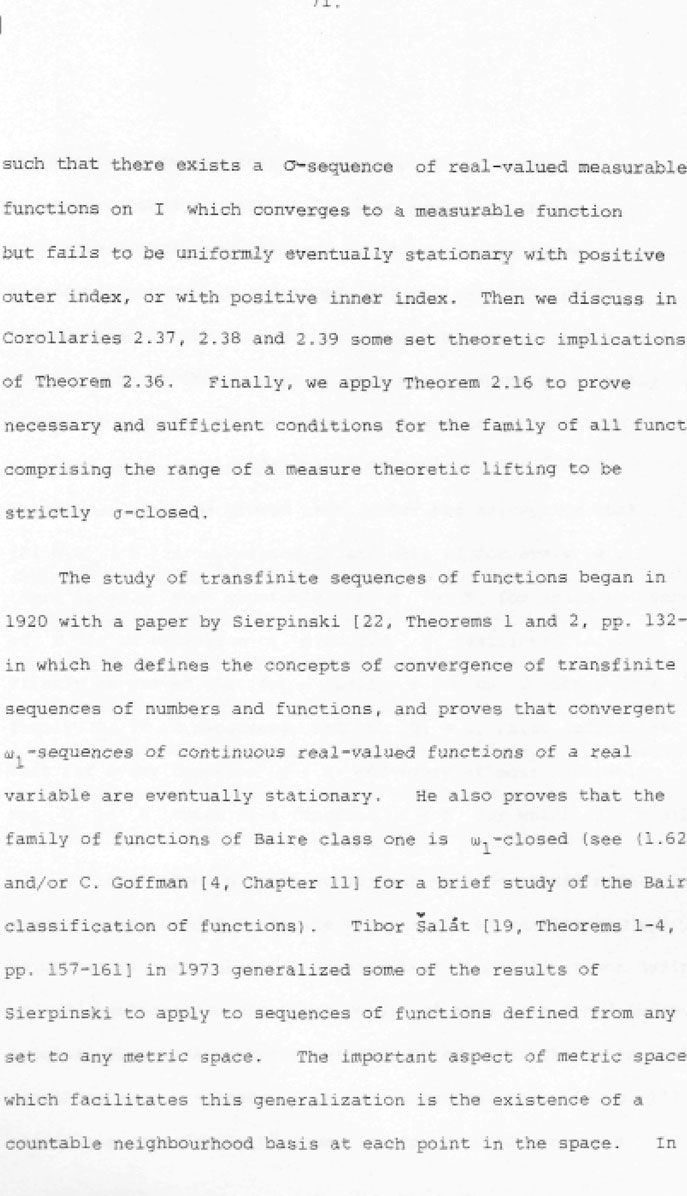 71.
such that there exists a σ-sequence of real-valued measurable
functions on I which converges to a measurable function
but fails to be uniformly eventually stationary with positive
outer index, or with positive inner index. Then we discuss in
Corollaries 2.37, 2.38 and 2.39 some set theoretic implications
of Theorem 2.36. Finally, we apply Theorem 2.16 to prove
necessary and sufficient conditions for the family of all funct
comprising the range of a measure theoretic lifting to be
strictly σ-closed.
The study of transfinite sequences of functions began in
1920 with a paper by Sierpinski [22, Theorems 1 and 2, pp. 132-
in which he defines the concepts of convergence of transfinite
sequences of numbers and functions, and proves that convergent
ω₁-sequences of continuous real-valued functions of a real
variable are eventually stationary. He also proves that the
family of functions of Baire class one is ω₁-closed (see (1.62
and/or C. Goffman [4, Chapter 11] for a brief study of the Bair
classification of functions). Tibor Šalát [19, Theorems 1-4,
pp. 157-161] in 1973 generalized some of the results of
Sierpinski to apply to sequences of functions defined from any
set to any metric space. The important aspect of metric space
which facilitates this generalization is the existence of a
countable neighbourhood basis at each point in the space. In